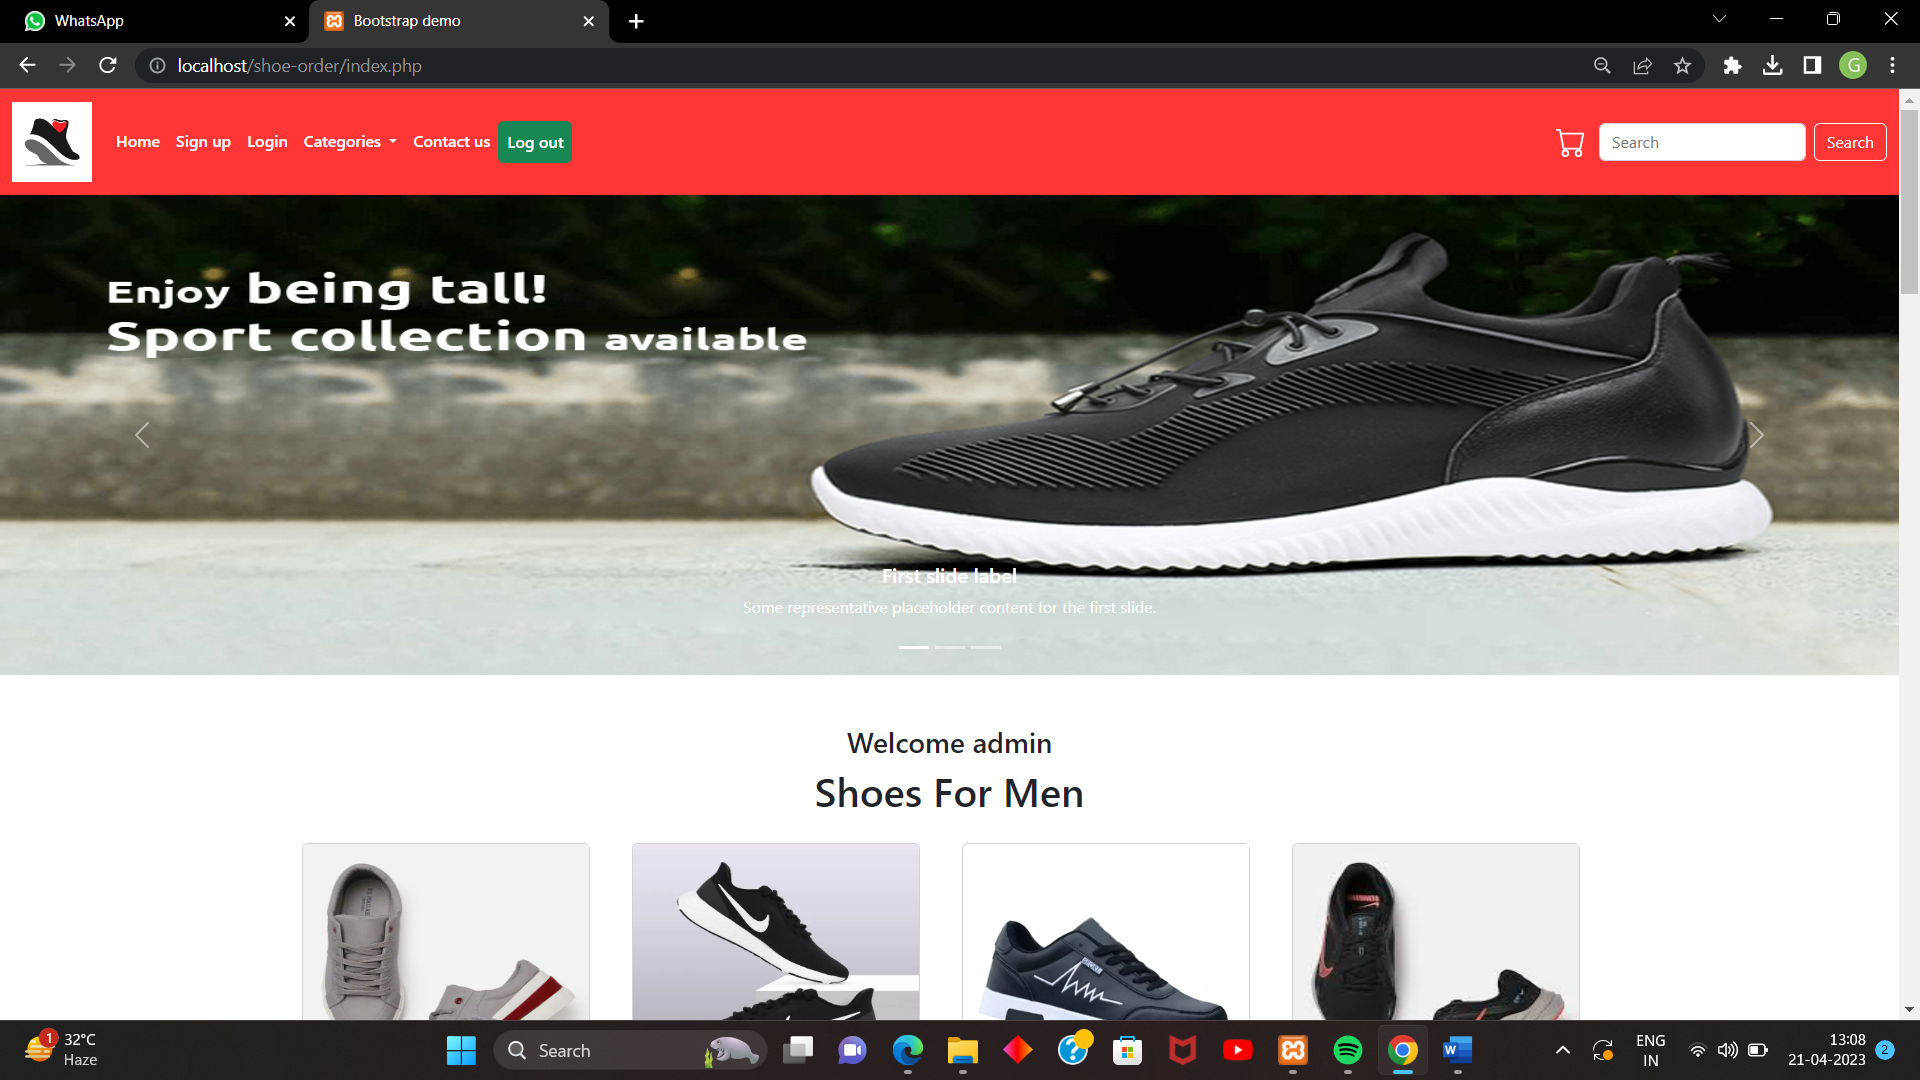 WhatsApp
Bootstrap demo
localhost/shoe-order/index.php
G
Home Sign up Login Categories Contact us Log out
Search Search
Enjoy being tall!
Sport collection available
First slide label
Some representative placeholder content for the first slide.
Welcome admin
Shoes For Men
1
32°C
Haze
Search
W
ENG
IN
13:08
21-04-2023
2